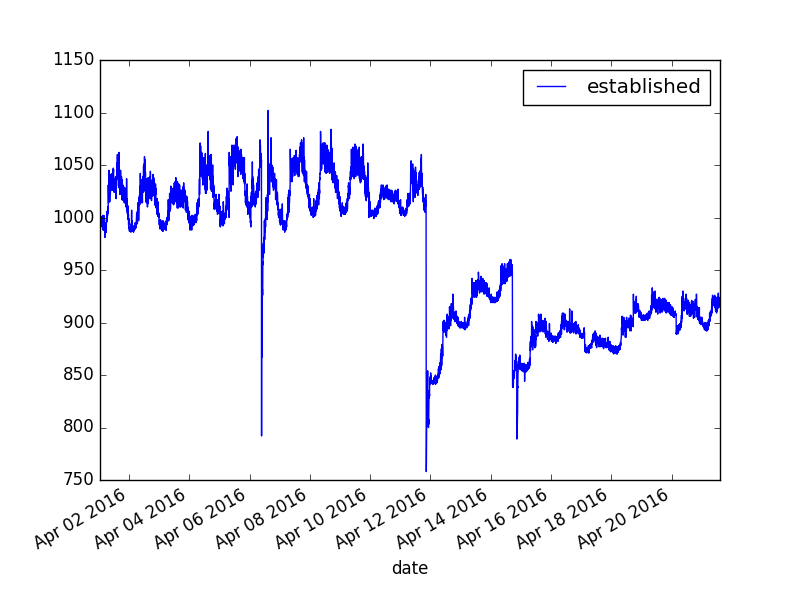 1150
1100
1050
1000
950
900
850
800
750
established
Apr 02 2016
Apr 04 2016
Apr 06 2016
Apr 08 2016
Apr 10 2016
Apr 12 2016
Apr 14 2016
Apr 16 2016
Apr 18 2016
Apr 20 2016
date